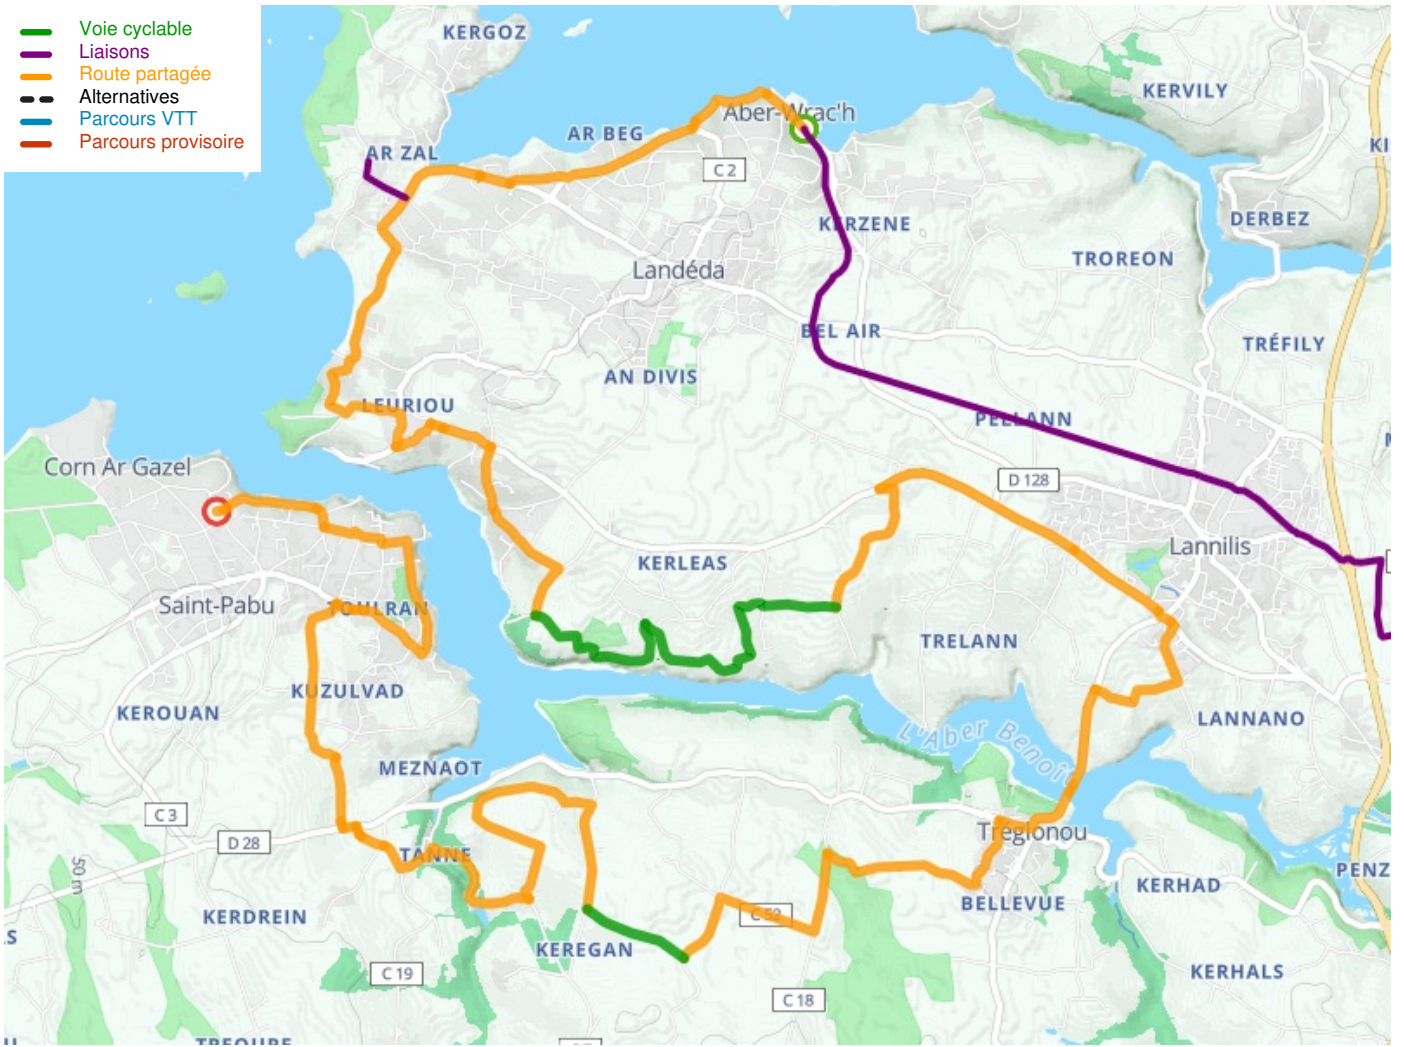 Voie cyclable
Liaisons
Route partagée
Alternatives
Parcours VTT
Parcours provisoire
KERGOZ
KERVILY
Aber-Wrac'h
AR BEG
AR ZAL
C 2
KERZENE
DERBEZ
TROREON
Landéda
BEL AIR
TRÉFILY
AN DIVIS
LEURIOU
PELLANN
Corn Ar Gazel
D 128
Lannilis
KERLEAS
Saint-Pabu
TOULRAN
TRELANN
KUZULVAD
KEROUAN
LANNANO
L'Aber Benoît
MEZNAOT
C 3
D 28
Tréglonou
TANNE
PENZ
KERHAD
BELLEVUE
C 52
KERDREIN
50 m
KEREGAN
C 19
KERHALS
C 18